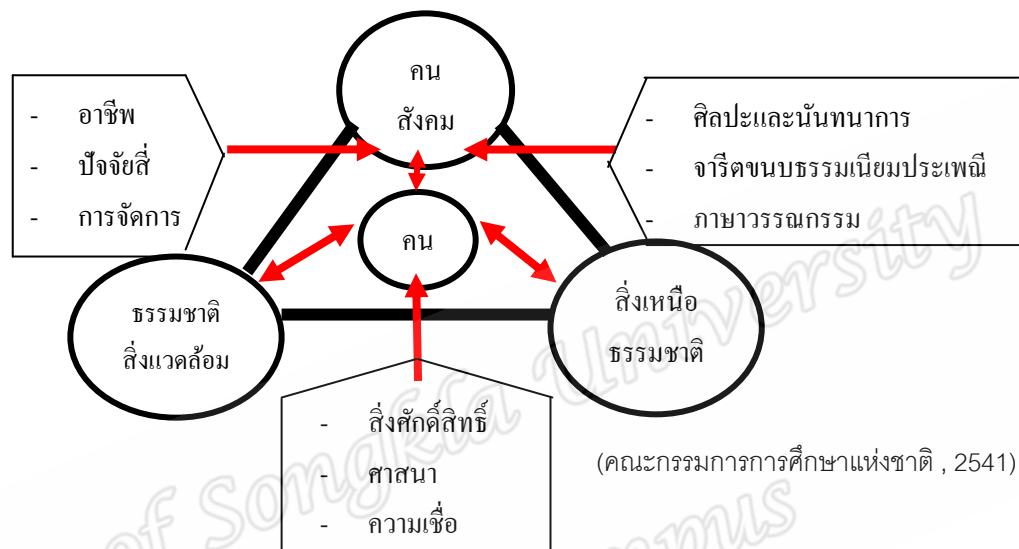 คน
สังคม
- อาชีพ
- ปัจจัยสี่
- การจัดการ
- ศิลปะและนันทนาการ
- จารีตขนบธรรมเนียมประเพณี
- ภาษาวรรณกรรม
คน
ธรรมชาติ
สิ่งแวดล้อม
สิ่งเหนือ
ธรรมชาติ
- สิ่งศักดิ์สิทธิ์
- ศาสนา
- ความเชื่อ
(คณะกรรมการการศึกษาแห่งชาติ , 2541)
of Songkla University
mpus